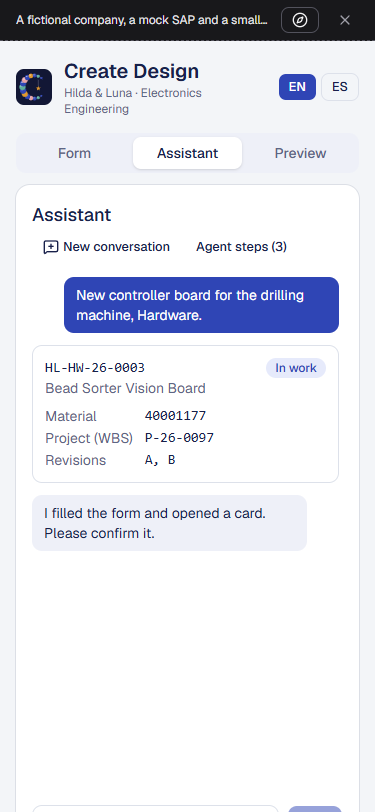 A fictional company, a mock SAP and a small…
Create Design
Hilda & Luna · Electronics
Engineering
EN
ES
Form
Assistant
Preview
Assistant
New conversation
Agent steps (3)
New controller board for the drilling
machine, Hardware.
HL-HW-26-0003
In work
Bead Sorter Vision Board
Material 40001177
Project (WBS) P-26-0097
Revisions A, B
I filled the form and opened a card.
Please confirm it.